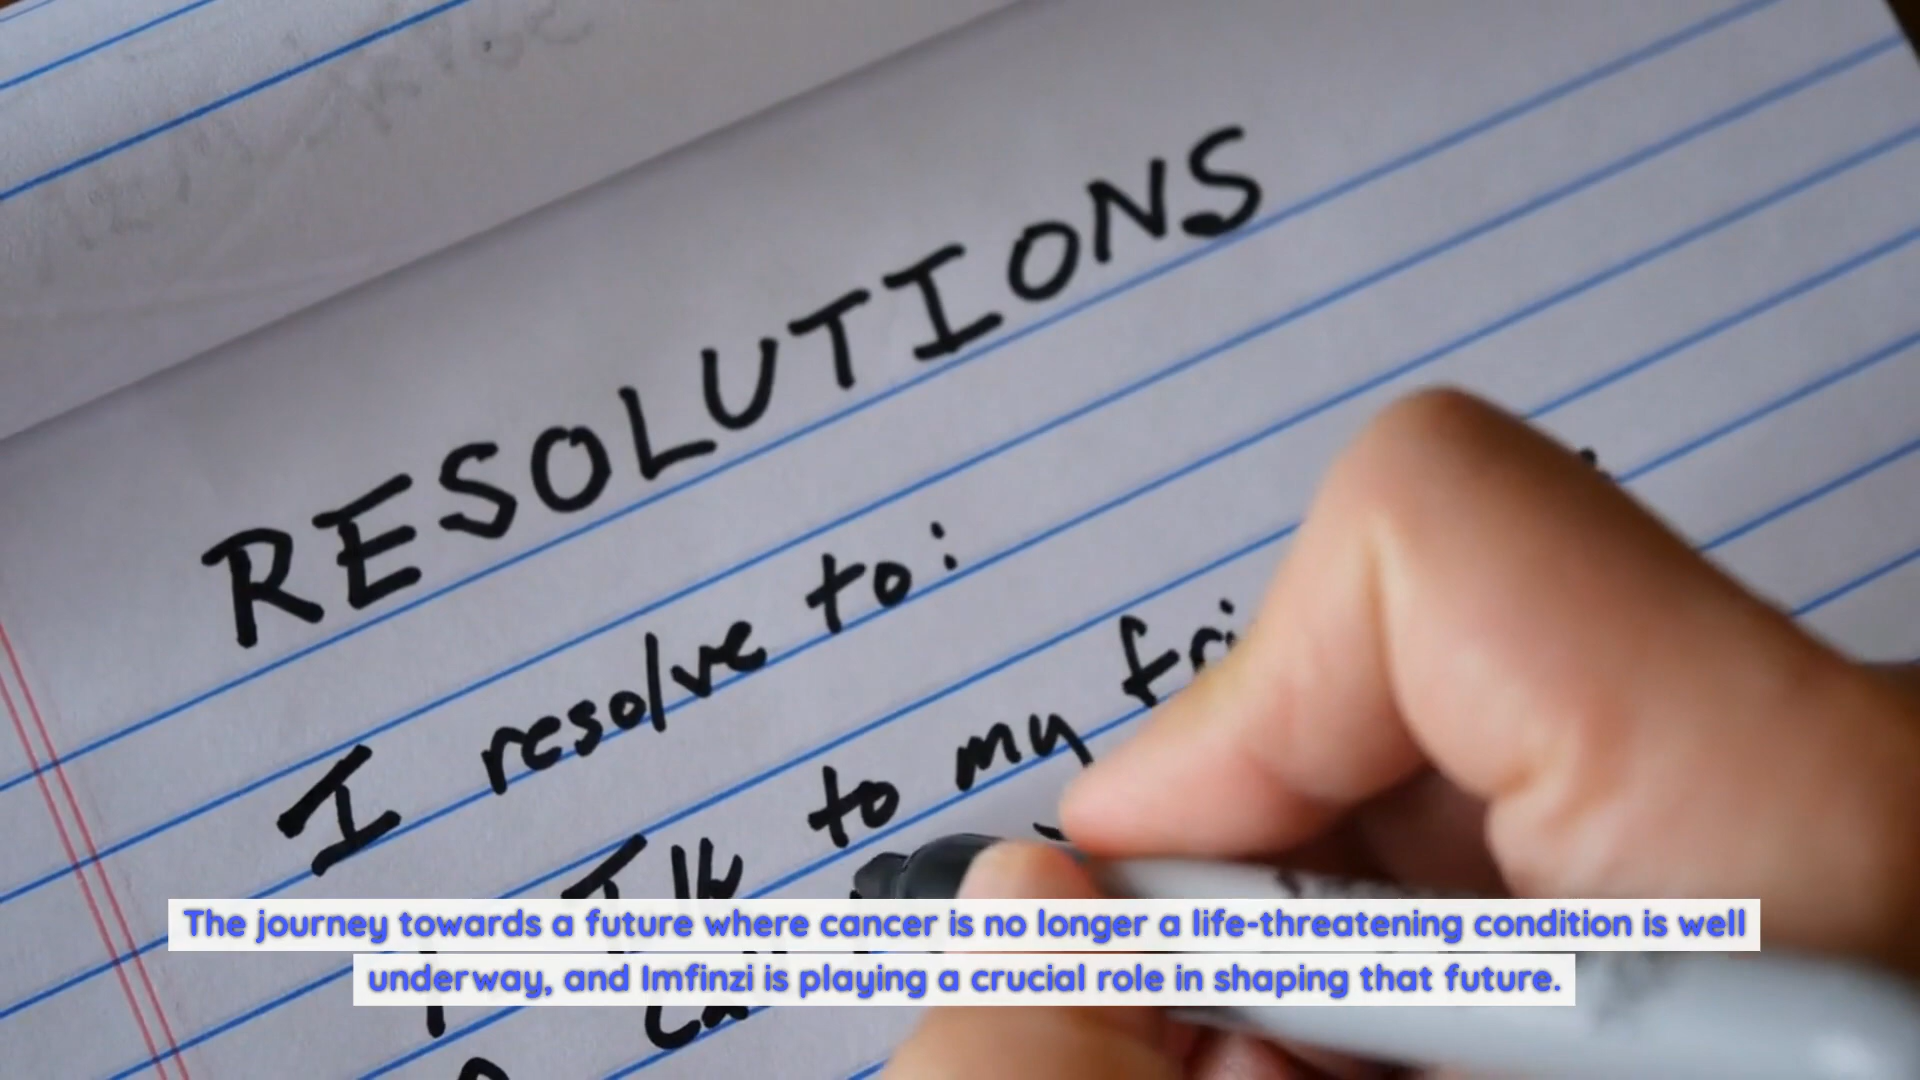 RESOLUTIONS
I resolve to:
to my
The journey towards a future where cancer is no longer a life-threatening condition is well
underway, and Imfinzi is playing a crucial role in shaping that future.